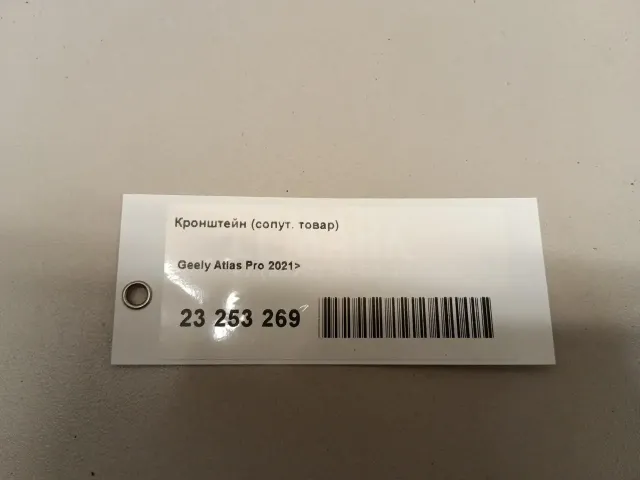 Кронштейн (сопут. товар)
Geely Atlas Pro 2021>
23 253 269